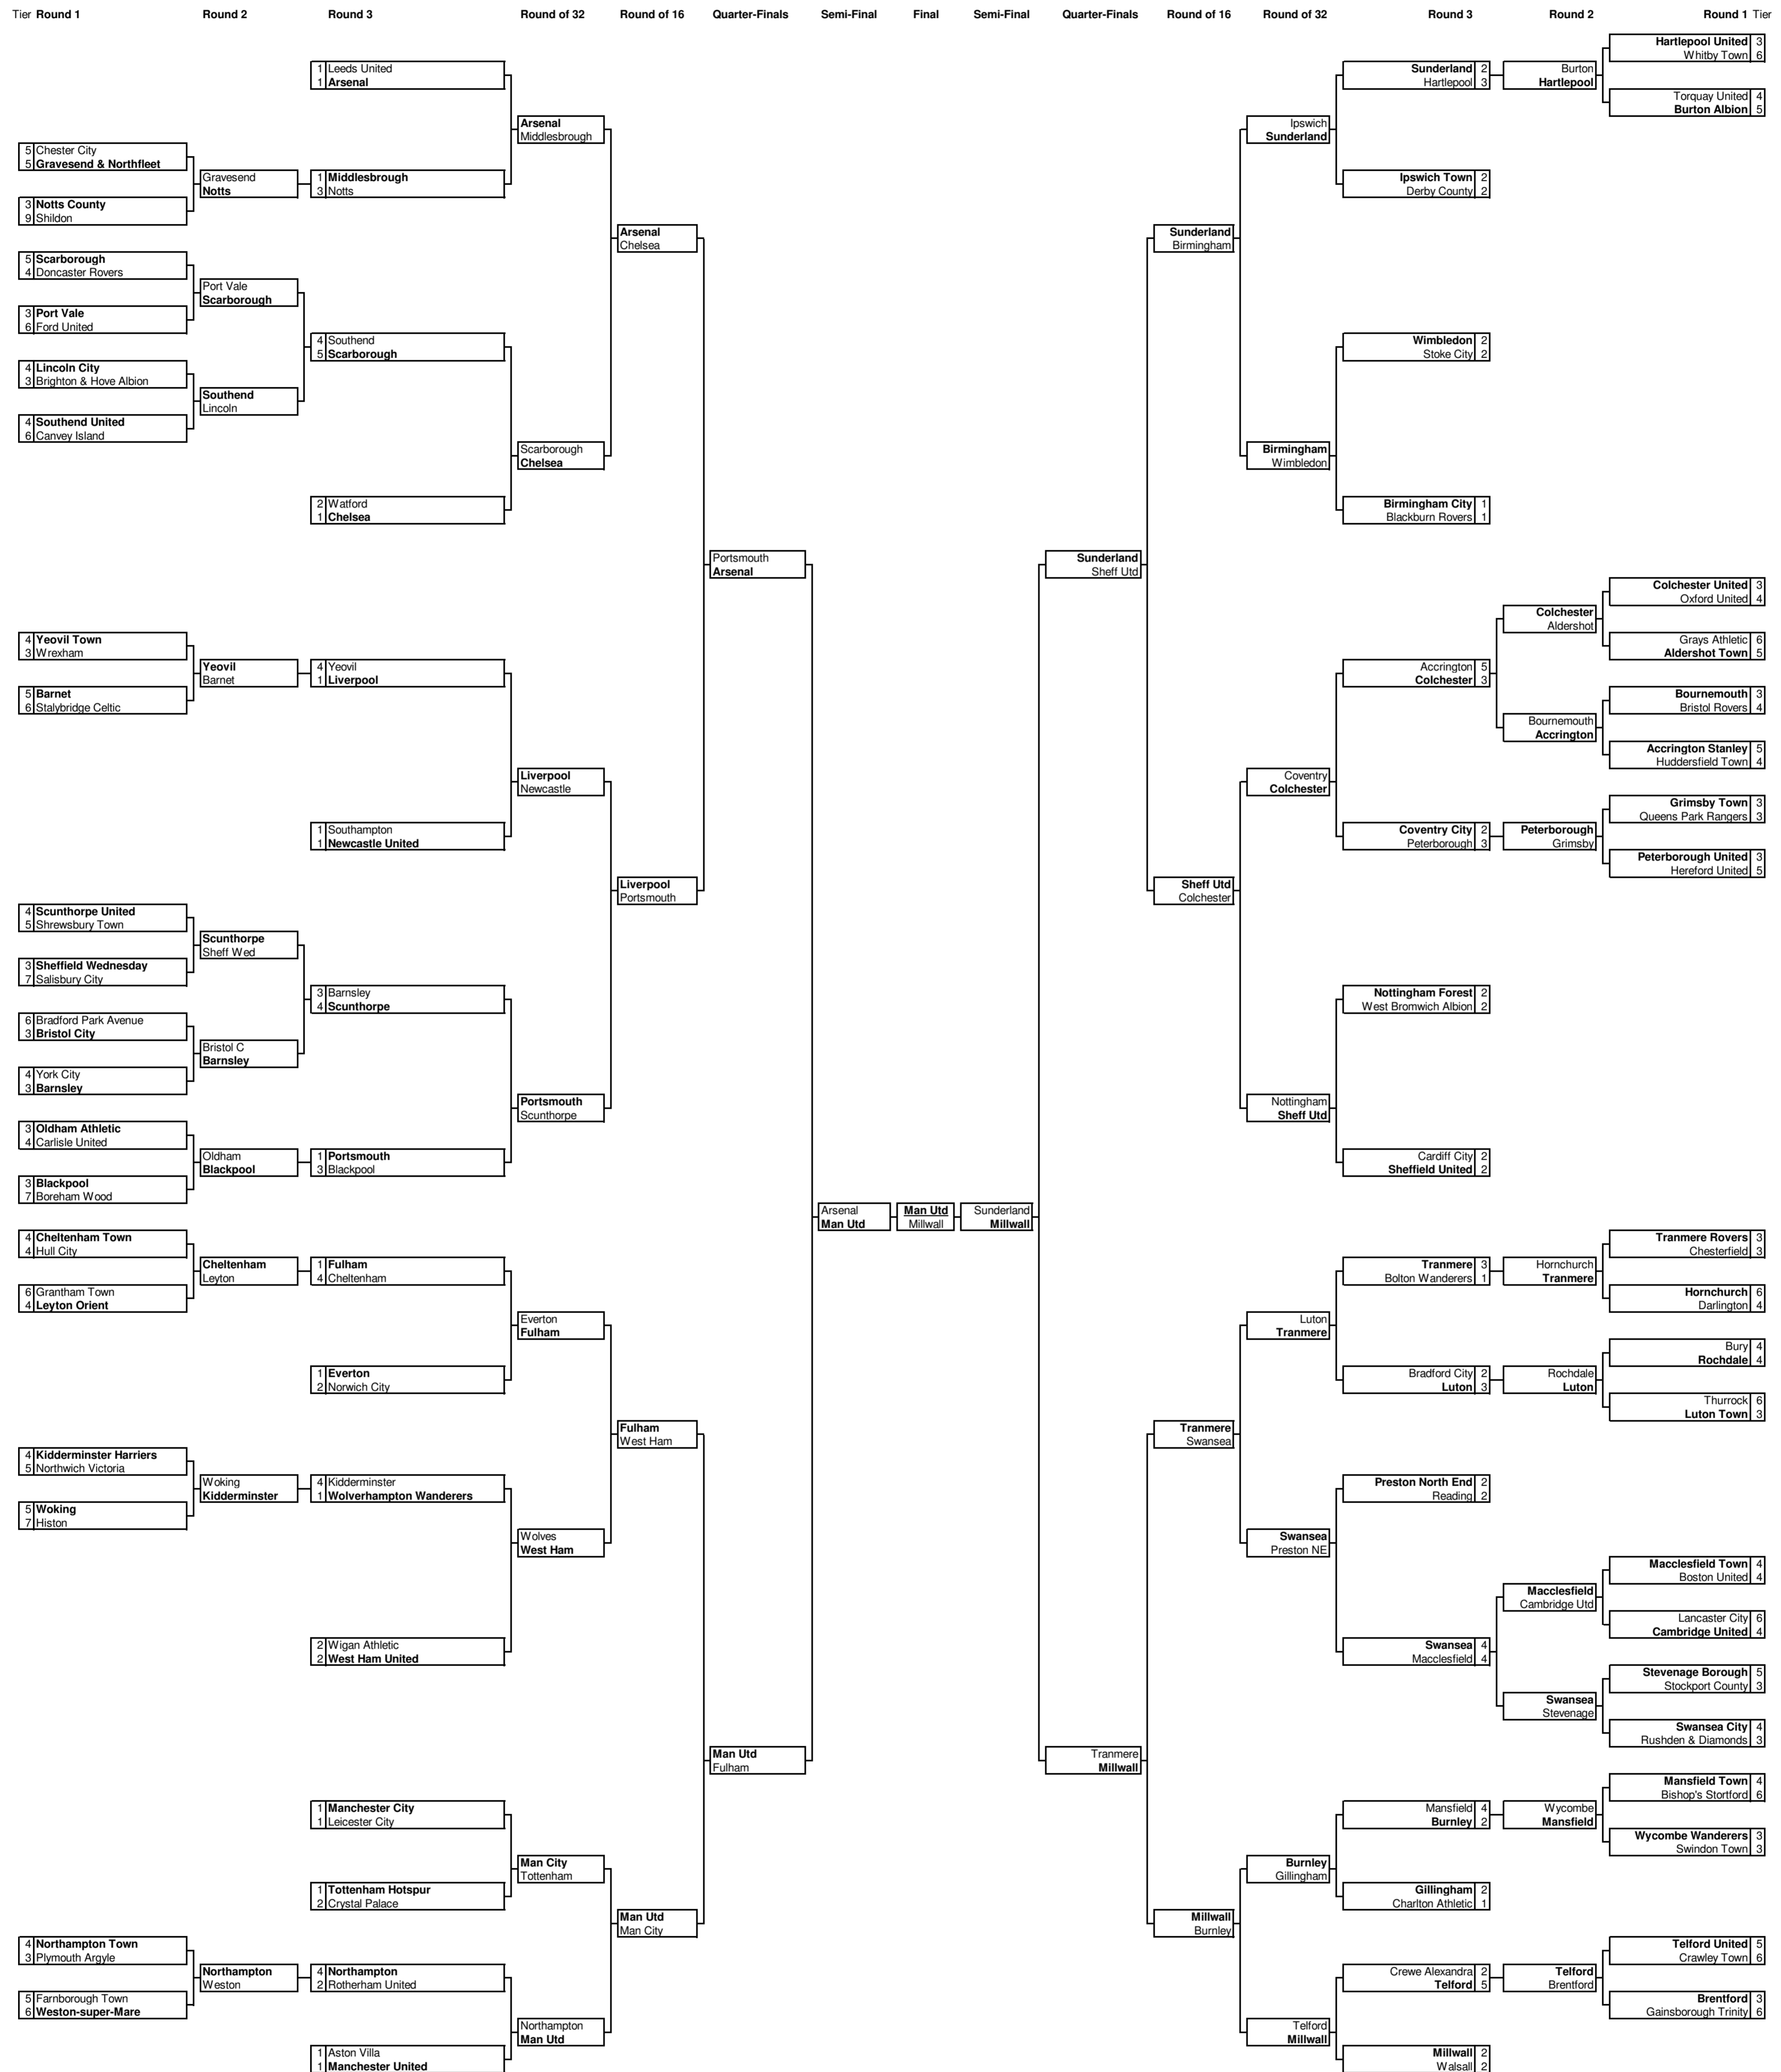 Tier Round 1 Round 2 Round 3 Round of 32 Round of 16 Quarter-Finals Semi-Final Final Semi-Final Quarter-Finals Round of 16 Round of 32 Round 3 Round 2 Round 1 Tier
5 Chester City
5 Gravesend & Northfleet
3 Notts County
9 Shildon
5 Scarborough
4 Doncaster Rovers
3 Port Vale
6 Ford United
4 Lincoln City
3 Brighton & Hove Albion
4 Southend United
6 Canvey Island
4 Yeovil Town
3 Wrexham
5 Barnet
6 Stalybridge Celtic
4 Scunthorpe United
5 Shrewsbury Town
3 Sheffield Wednesday
7 Salisbury City
6 Bradford Park Avenue
3 Bristol City
4 York City
3 Barnsley
3 Oldham Athletic
4 Carlisle United
3 Blackpool
7 Boreham Wood
4 Cheltenham Town
4 Hull City
6 Grantham Town
4 Leyton Orient
4 Kidderminster Harriers
5 Northwich Victoria
5 Woking
7 Histon
4 Northampton Town
3 Plymouth Argyle
5 Farnborough Town
6 Weston-super-Mare
Gravesend
Notts
Port Vale
Scarborough
Southend
Lincoln
Yeovil
Barnet
Scunthorpe
Sheff Wed
Bristol C
Barnsley
Oldham
Blackpool
Cheltenham
Leyton
Woking
Kidderminster
Northampton
Weston
1 Leeds United
1 Arsenal
1 Middlesbrough
3 Notts
4 Southend
5 Scarborough
2 Watford
1 Chelsea
4 Yeovil
1 Liverpool
1 Southampton
1 Newcastle United
3 Barnsley
4 Scunthorpe
1 Portsmouth
3 Blackpool
1 Fulham
4 Cheltenham
1 Everton
2 Norwich City
4 Kidderminster
1 Wolverhampton Wanderers
2 Wigan Athletic
2 West Ham United
1 Manchester City
1 Leicester City
1 Tottenham Hotspur
2 Crystal Palace
4 Northampton
2 Rotherham United
1 Aston Villa
1 Manchester United
Arsenal
Middlesbrough
Scarborough
Chelsea
Liverpool
Newcastle
Portsmouth
Scunthorpe
Everton
Fulham
Wolves
West Ham
Man City
Tottenham
Northampton
Man Utd
Arsenal
Chelsea
Liverpool
Portsmouth
Fulham
West Ham
Man Utd
Man City
Portsmouth
Arsenal
Man Utd
Fulham
Arsenal
Man Utd
Man Utd
Millwall
Sunderland
Millwall
Sunderland
Sheff Utd
Tranmere
Millwall
Sunderland
Birmingham
Sheff Utd
Colchester
Tranmere
Swansea
Millwall
Burnley
Ipswich
Sunderland
Birmingham
Wimbledon
Coventry
Colchester
Nottingham
Sheff Utd
Luton
Tranmere
Swansea
Preston NE
Burnley
Gillingham
Telford
Millwall
Sunderland 2
Hartlepool 3
Ipswich Town 2
Derby County 2
Wimbledon 2
Stoke City 2
Birmingham City 1
Blackburn Rovers 1
Accrington 5
Colchester 3
Coventry City 2
Peterborough 3
Nottingham Forest 2
West Bromwich Albion 2
Cardiff City 2
Sheffield United 2
Tranmere 3
Bolton Wanderers 1
Bradford City 2
Luton 3
Preston North End 2
Reading 2
Swansea 4
Macclesfield 4
Mansfield 4
Burnley 2
Gillingham 2
Charlton Athletic 1
Crewe Alexandra 2
Telford 5
Millwall 2
Walsall 2
Burton
Hartlepool
Colchester
Aldershot
Bournemouth
Accrington
Peterborough
Grimsby
Hornchurch
Tranmere
Rochdale
Luton
Macclesfield
Cambridge Utd
Swansea
Stevenage
Wycombe
Mansfield
Telford
Brentford
Hartlepool United 3
Whitby Town 6
Torquay United 4
Burton Albion 5
Colchester United 3
Oxford United 4
Grays Athletic 6
Aldershot Town 5
Bournemouth 3
Bristol Rovers 4
Accrington Stanley 5
Huddersfield Town 4
Grimsby Town 3
Queens Park Rangers 3
Peterborough United 3
Hereford United 5
Tranmere Rovers 3
Chesterfield 3
Hornchurch 6
Darlington 4
Bury 4
Rochdale 4
Thurrock 6
Luton Town 3
Macclesfield Town 4
Boston United 4
Lancaster City 6
Cambridge United 4
Stevenage Borough 5
Stockport County 3
Swansea City 4
Rushden & Diamonds 3
Mansfield Town 4
Bishop's Stortford 6
Wycombe Wanderers 3
Swindon Town 3
Telford United 5
Crawley Town 6
Brentford 3
Gainsborough Trinity 6